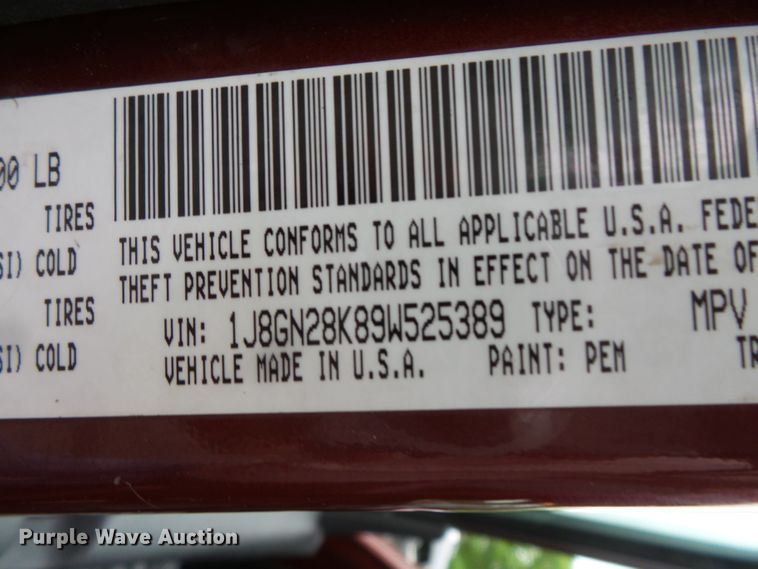 00 LB
TIRES
SI) COLD
TIRES
SI) COLD
THIS VEHICLE CONFORMS TO ALL APPLICABLE U.S.A. FEDE
THEFT PREVENTION STANDARDS IN EFFECT ON THE DATE OF
VIN: 1J8GN28K89W525389 TYPE: MPV
VEHICLE MADE IN U.S.A. PAINT: PEM TR
Purple Wave Auction